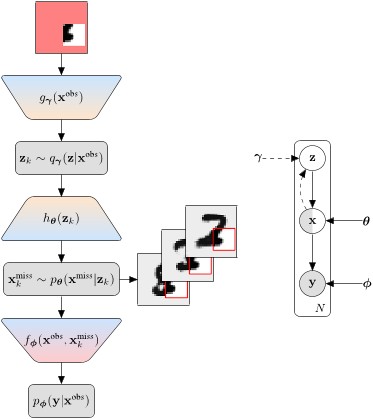 g_γ(x^obs)
z_k ∼ q_γ(z|x^obs)
h_θ(z_k)
x_k^miss ∼ p_θ(x^miss|z_k)
f_ϕ(x^obs, x_k^miss)
p_ϕ(y|x^obs)
γ
z
x
θ
y
ϕ
N